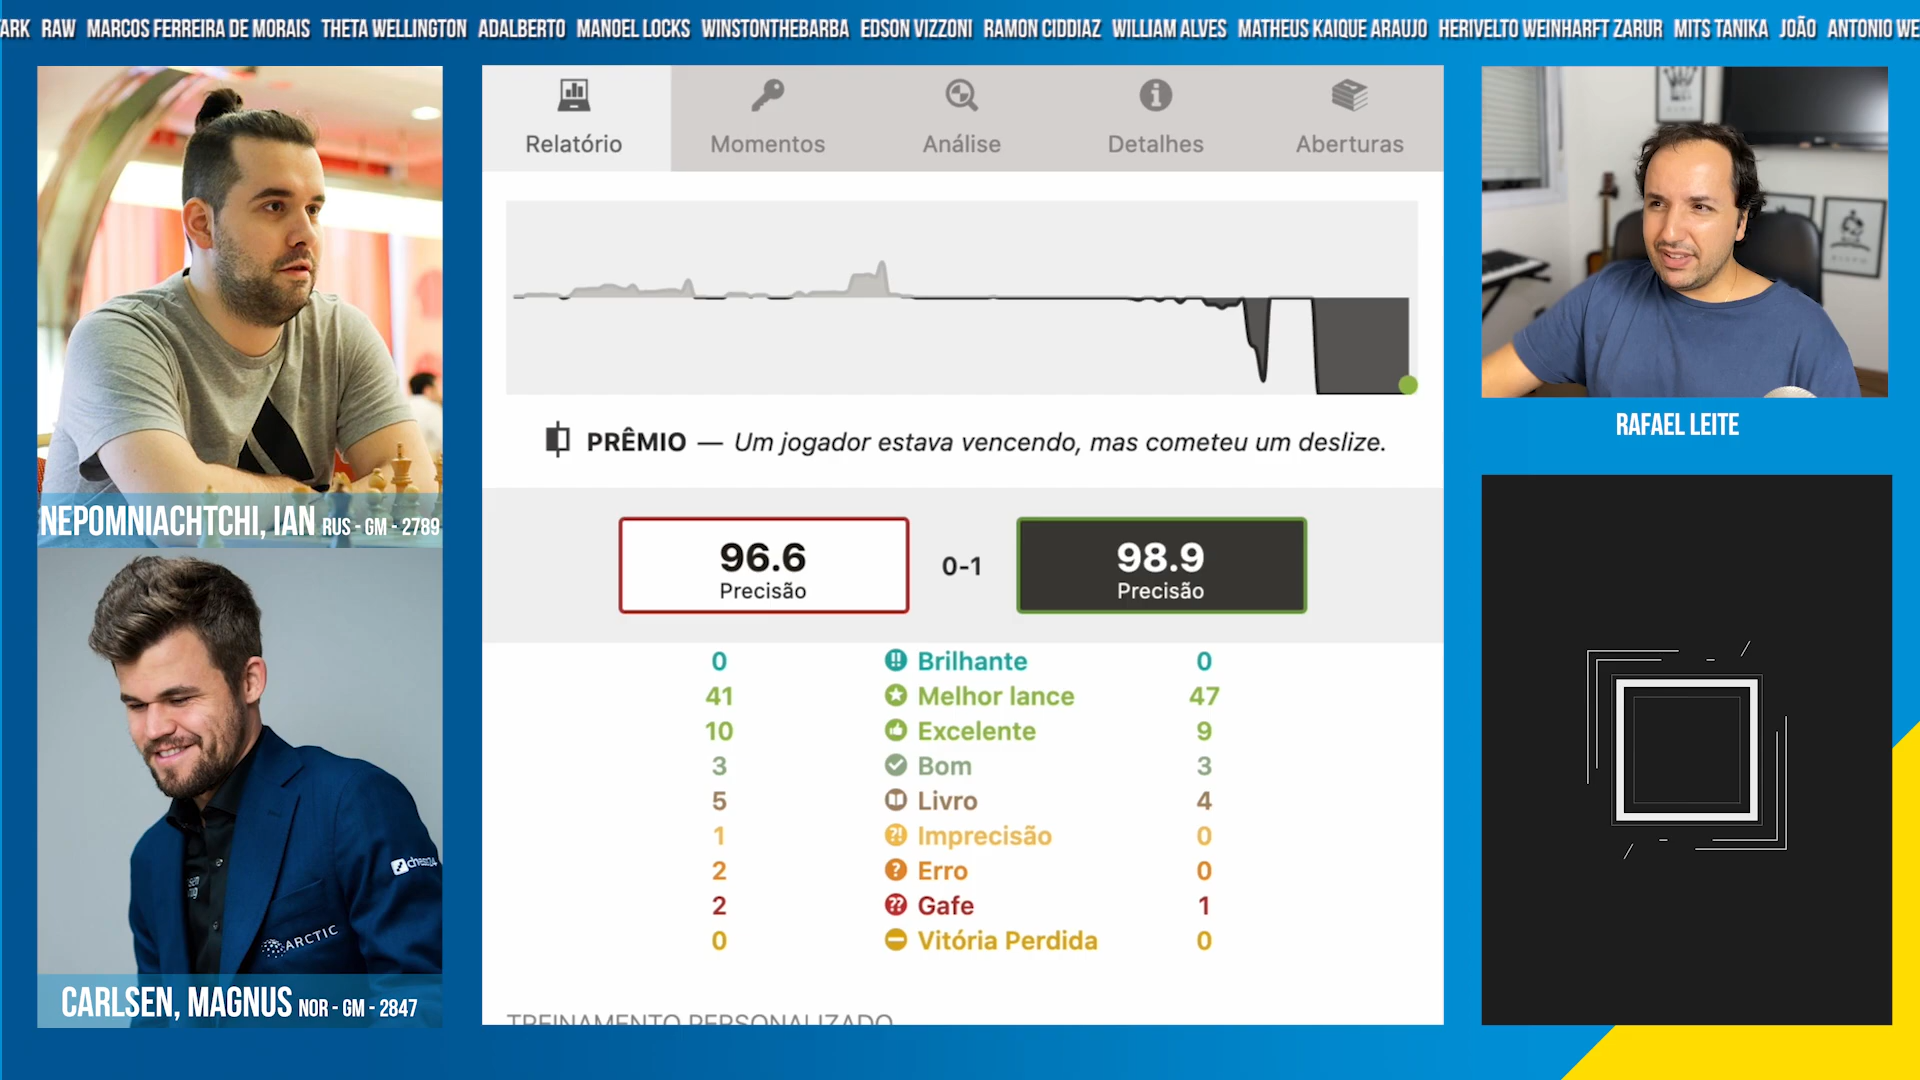 ARK RAW MARCOS FERREIRA DE MORAIS THETA WELLINGTON ADALBERTO MANOEL LOCKS WINSTONTHEBARBA EDSON VIZZONI RAMON CIDDIAZ WILLIAM ALVES MATHEUS KAIQUE ARAUJO HERIVELTO WEINHARFT ZARUR MITS TANIKA JOÃO ANTONIO WE
NEPOMNIACHTCHI, IAN RUS - GM - 2789
chess24
ARCTIC
CARLSEN, MAGNUS NOR - GM - 2847
Relatório Momentos Análise Detalhes Aberturas
PRÊMIO — Um jogador estava vencendo, mas cometeu um deslize.
96.6 0-1 98.9
Precisão Precisão
0 Brilhante 0
41 Melhor lance 47
10 Excelente 9
3 Bom 3
5 Livro 4
1 Imprecisão 0
2 Erro 0
2 Gafe 1
0 Vitória Perdida 0
TREINAMENTO PERSONALIZADO
RAFAEL LEITE